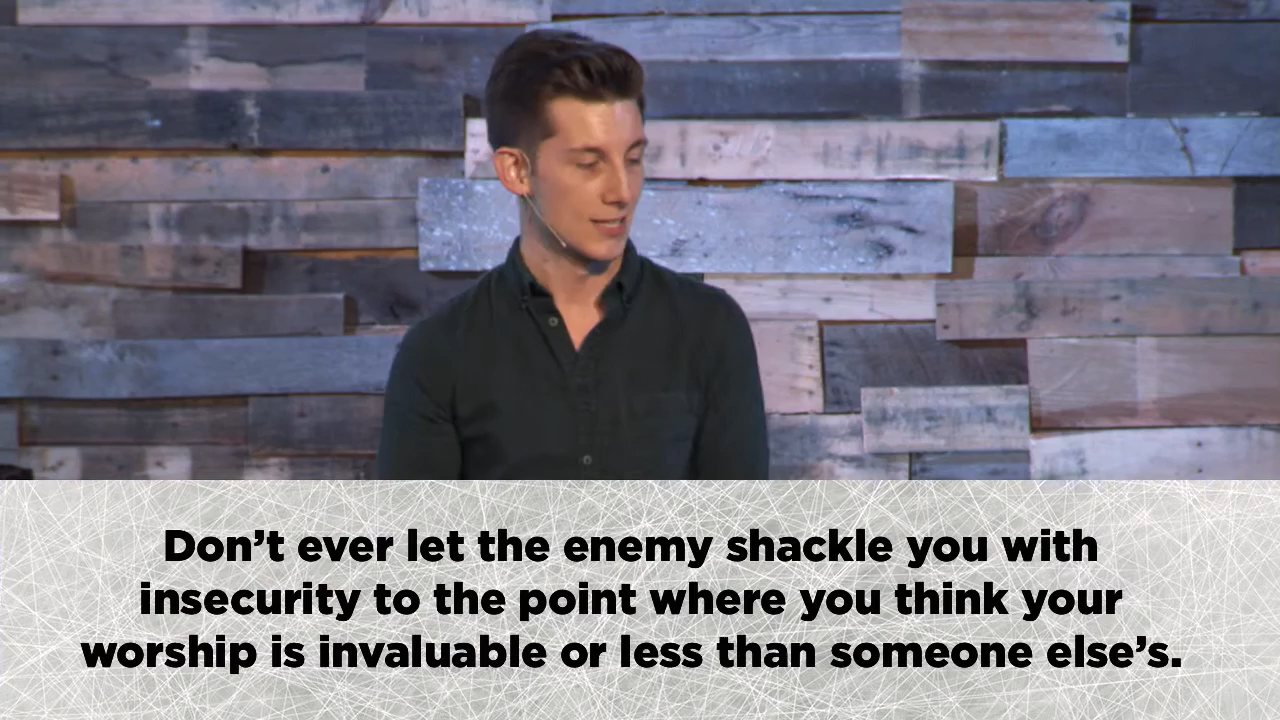 Don’t ever let the enemy shackle you with
insecurity to the point where you think your
worship is invaluable or less than someone else’s.